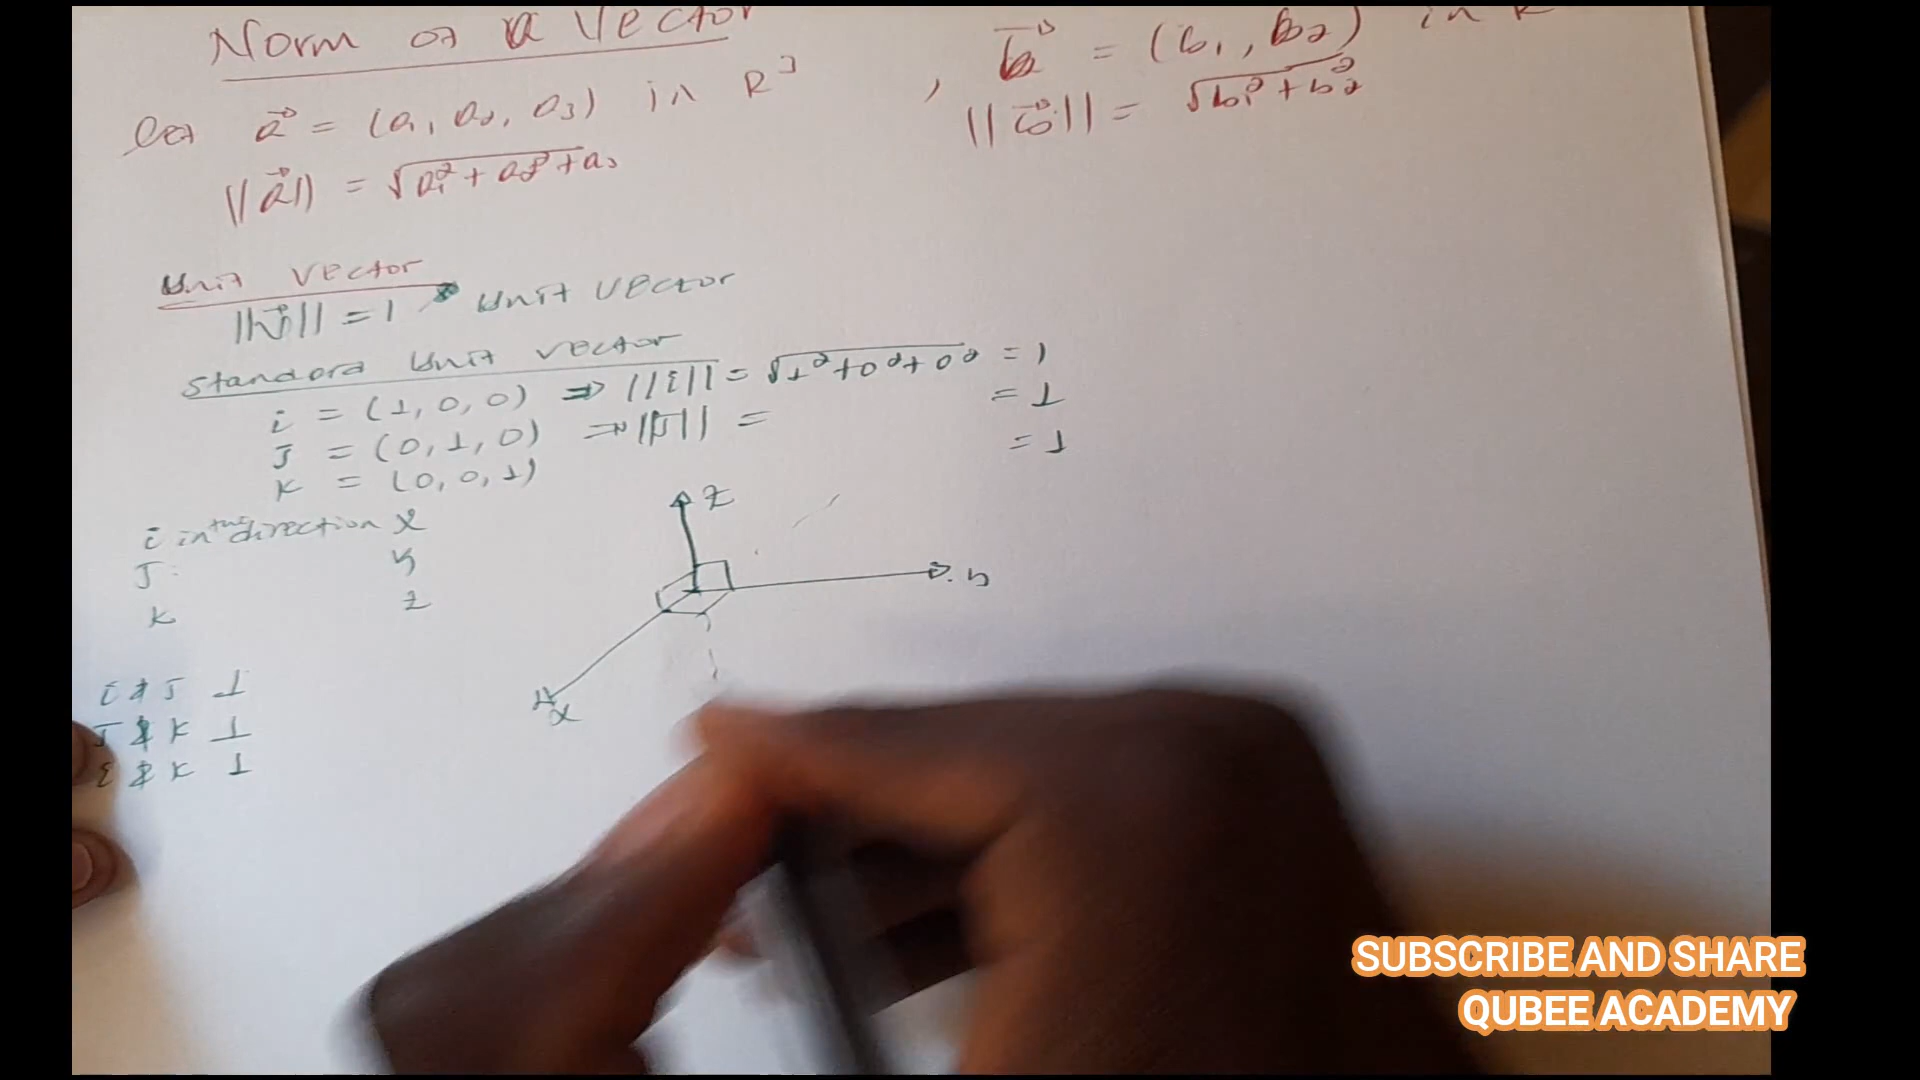 Norm of a Vector
Let a⃗ = (a₁, a₂, a₃) in R³ , b⃗ = (b₁, b₂) in R
||a⃗|| = √a₁² + a₂² + a₃ ||b⃗|| = √b₁² + b₂²
Unit Vector
||V⃗|| = 1 → Unit Vector
Standard Unit Vector
i = (1, 0, 0) ⇒ ||i|| = √1² + 0² + 0² = 1
J = (0, 1, 0) ⇒ ||J|| = = 1
K = (0, 0, 1) = 1
i in the direction x
J y
K z
z
y
x
i & J ⊥
J & K ⊥
i & K ⊥
SUBSCRIBE AND SHARE
QUBEE ACADEMY